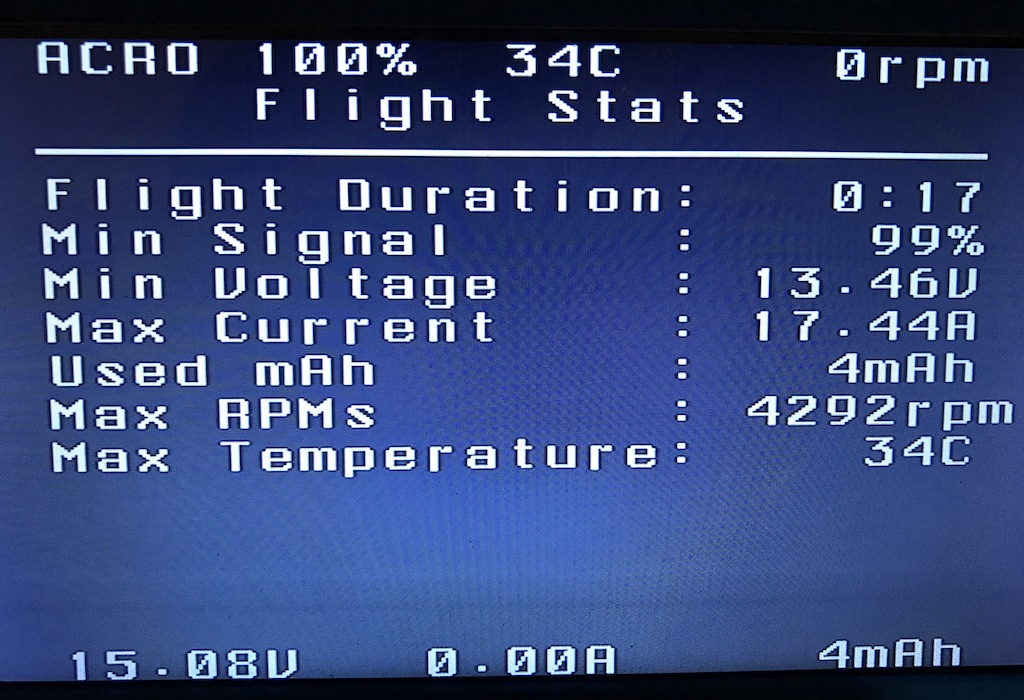 ACRO 100% 34C 0rpm
Flight Stats
Flight Duration: 0:17
Min Signal : 99%
Min Voltage : 13.46V
Max Current : 17.44A
Used mAh : 4mAh
Max RPMs : 4292rpm
Max Temperature: 34C
15.08V 0.00A 4mAh